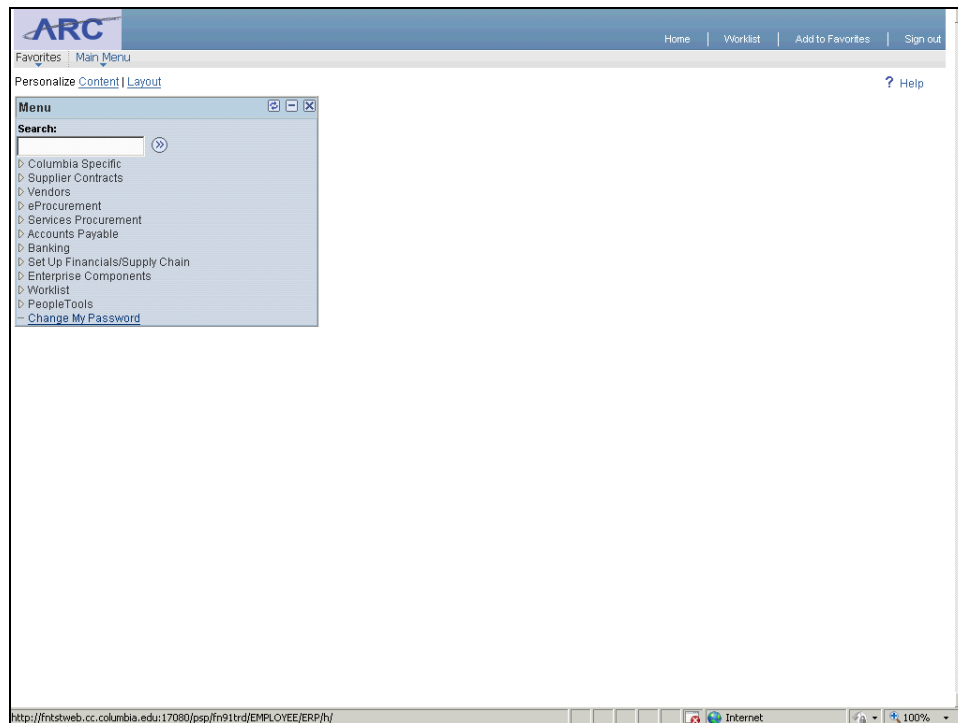 ARC
Home | Worklist | Add to Favorites | Sign out
Favorites Main Menu
Personalize Content | Layout
? Help
Menu
Search:
Columbia Specific
Supplier Contracts
Vendors
eProcurement
Services Procurement
Accounts Payable
Banking
Set Up Financials/Supply Chain
Enterprise Components
Worklist
PeopleTools
Change My Password
http://fntstweb.cc.columbia.edu:17080/psp/fn91trd/EMPLOYEE/ERP/h/
Internet
100%